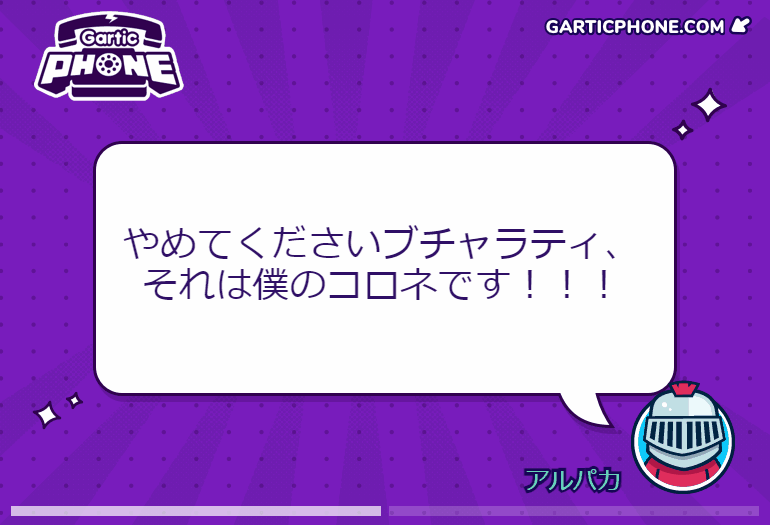 Gartic
PHONE
GARTICPHONE.COM
やめてくださいブチャラティ、
それは僕のコロネです！！！
アルパカ